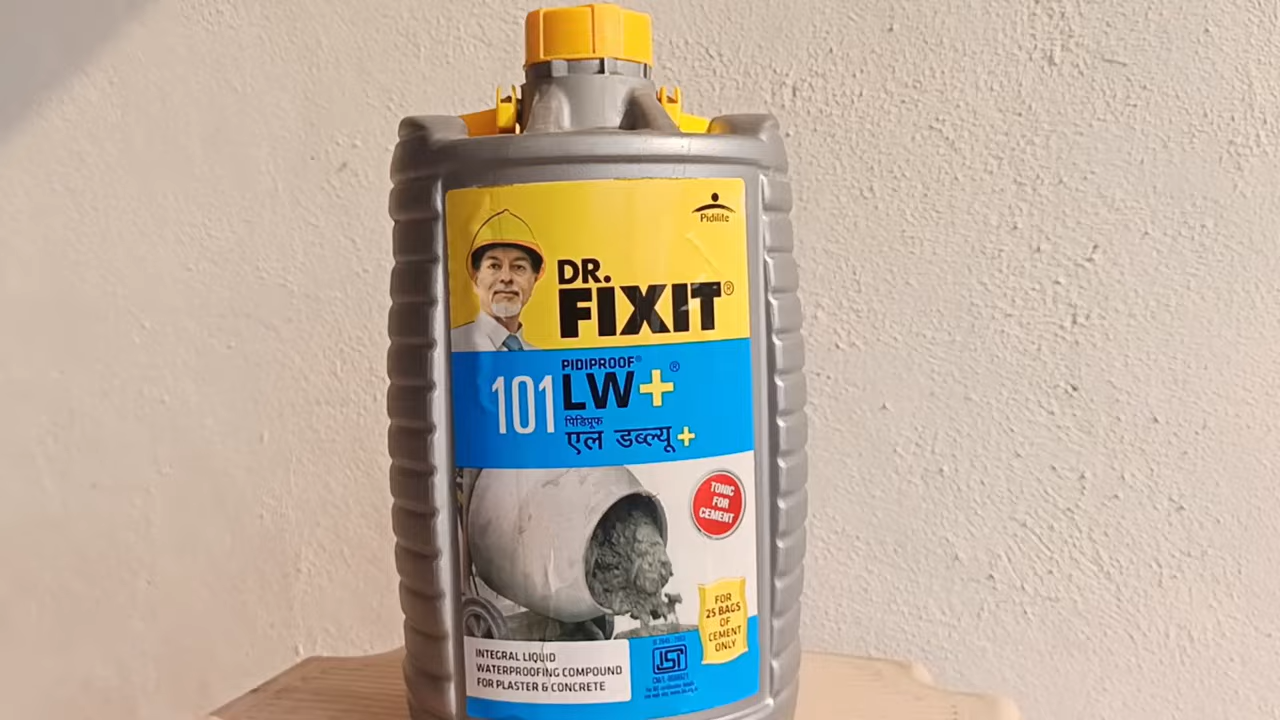 Pidilite
DR.
FIXIT®
PIDIPROOF®
101 LW+®
पिडिप्रूफ
एल डब्ल्यू+
TONIC
FOR
CEMENT
FOR
25 BAGS
OF
CEMENT
ONLY
INTEGRAL LIQUID
WATERPROOFING COMPOUND
FOR PLASTER & CONCRETE
ISI